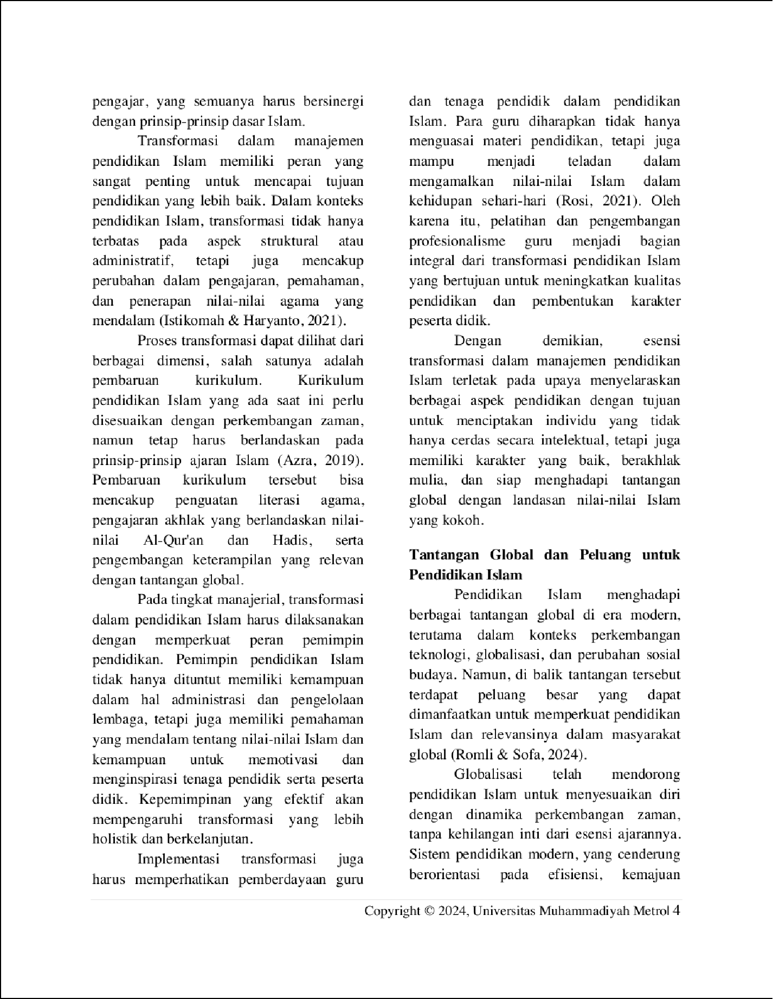 pengajar, yang semuanya harus bersinergi
dengan prinsip-prinsip dasar Islam.
Transformasi dalam manajemen
pendidikan Islam memiliki peran yang
sangat penting untuk mencapai tujuan
pendidikan yang lebih baik. Dalam konteks
pendidikan Islam, transformasi tidak hanya
terbatas pada aspek struktural atau
administratif, tetapi juga mencakup
perubahan dalam pengajaran, pemahaman,
dan penerapan nilai-nilai agama yang
mendalam (Istikomah & Haryanto, 2021).
Proses transformasi dapat dilihat dari
berbagai dimensi, salah satunya adalah
pembaruan kurikulum. Kurikulum
pendidikan Islam yang ada saat ini perlu
disesuaikan dengan perkembangan zaman,
namun tetap harus berlandaskan pada
prinsip-prinsip ajaran Islam (Azra, 2019).
Pembaruan kurikulum tersebut bisa
mencakup penguatan literasi agama,
pengajaran akhlak yang berlandaskan nilai-
nilai Al-Qur'an dan Hadis, serta
pengembangan keterampilan yang relevan
dengan tantangan global.
Pada tingkat manajerial, transformasi
dalam pendidikan Islam harus dilaksanakan
dengan memperkuat peran pemimpin
pendidikan. Pemimpin pendidikan Islam
tidak hanya dituntut memiliki kemampuan
dalam hal administrasi dan pengelolaan
lembaga, tetapi juga memiliki pemahaman
yang mendalam tentang nilai-nilai Islam dan
kemampuan untuk memotivasi dan
menginspirasi tenaga pendidik serta peserta
didik. Kepemimpinan yang efektif akan
mempengaruhi transformasi yang lebih
holistik dan berkelanjutan.
Implementasi transformasi juga
harus memperhatikan pemberdayaan guru
dan tenaga pendidik dalam pendidikan
Islam. Para guru diharapkan tidak hanya
menguasai materi pendidikan, tetapi juga
mampu menjadi teladan dalam
mengamalkan nilai-nilai Islam dalam
kehidupan sehari-hari (Rosi, 2021). Oleh
karena itu, pelatihan dan pengembangan
profesionalisme guru menjadi bagian
integral dari transformasi pendidikan Islam
yang bertujuan untuk meningkatkan kualitas
pendidikan dan pembentukan karakter
peserta didik.
Dengan demikian, esensi
transformasi dalam manajemen pendidikan
Islam terletak pada upaya menyelaraskan
berbagai aspek pendidikan dengan tujuan
untuk menciptakan individu yang tidak
hanya cerdas secara intelektual, tetapi juga
memiliki karakter yang baik, berakhlak
mulia, dan siap menghadapi tantangan
global dengan landasan nilai-nilai Islam
yang kokoh.
Tantangan Global dan Peluang untuk
Pendidikan Islam
Pendidikan Islam menghadapi
berbagai tantangan global di era modern,
terutama dalam konteks perkembangan
teknologi, globalisasi, dan perubahan sosial
budaya. Namun, di balik tantangan tersebut
terdapat peluang besar yang dapat
dimanfaatkan untuk memperkuat pendidikan
Islam dan relevansinya dalam masyarakat
global (Romli & Sofa, 2024).
Globalisasi telah mendorong
pendidikan Islam untuk menyesuaikan diri
dengan dinamika perkembangan zaman,
tanpa kehilangan inti dari esensi ajarannya.
Sistem pendidikan modern, yang cenderung
berorientasi pada efisiensi, kemajuan
Copyright © 2024, Universitas Muhammadiyah Metro| 4